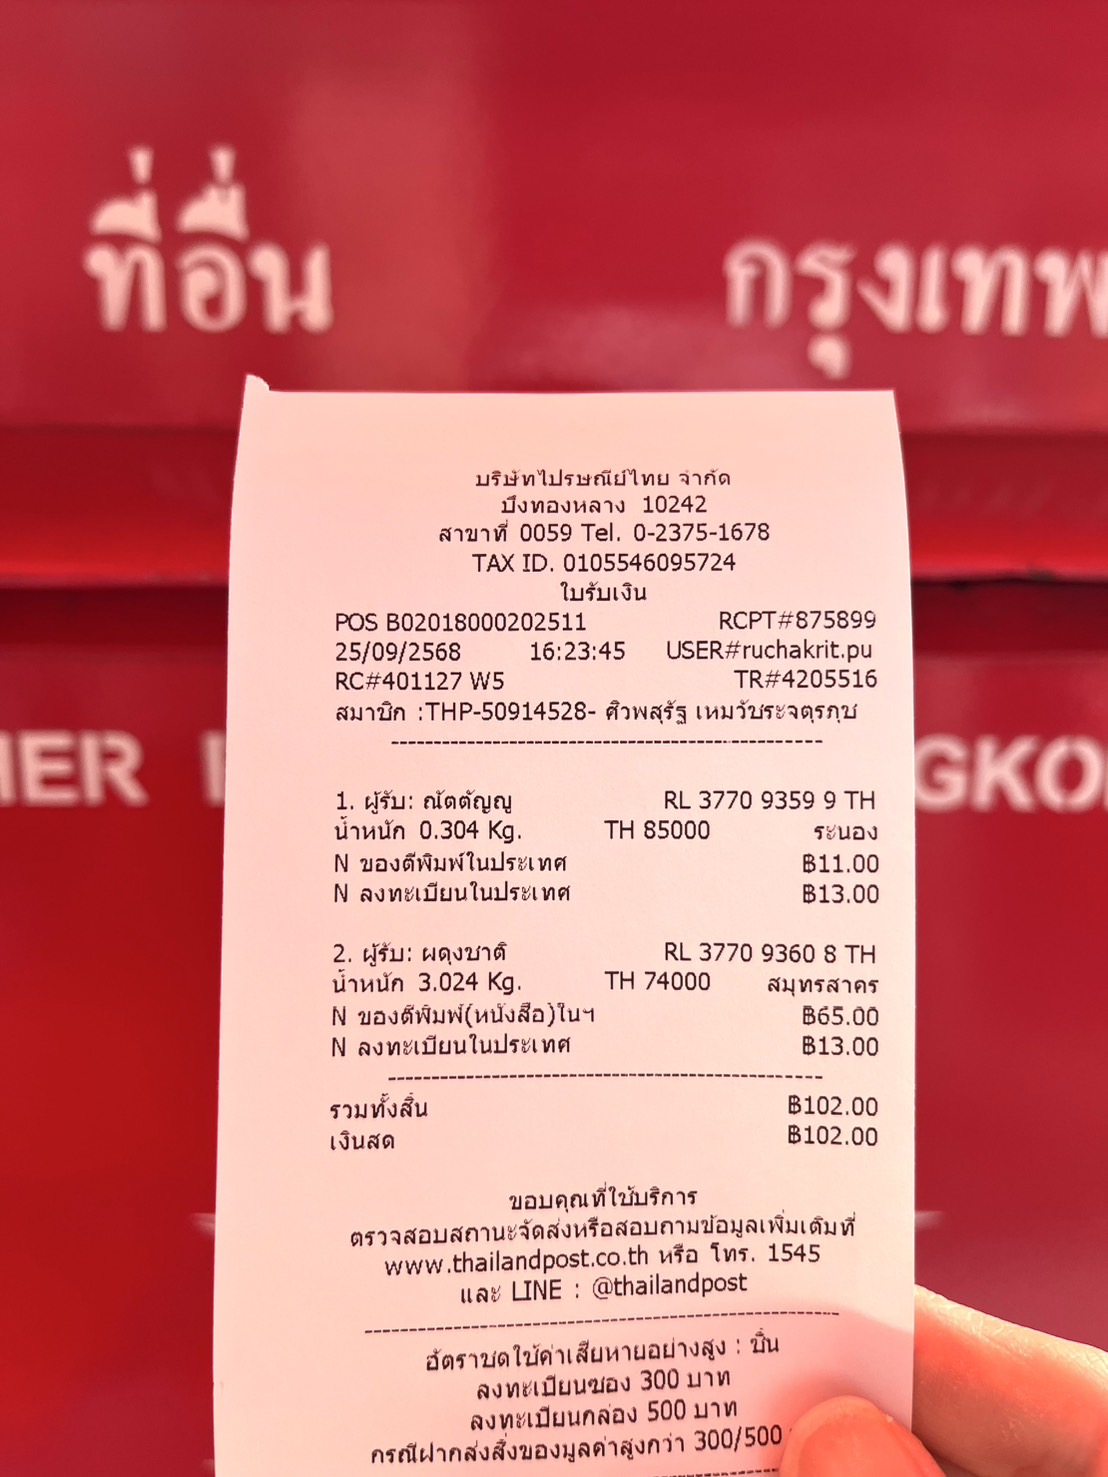 ที่อื่น
กรุงเทพ
HER
GKO
บริษัทไปรษณีย์ไทย จำกัด
บึงทองหลาง 10242
สาขาที่ 0059 Tel. 0-2375-1678
TAX ID. 0105546095724
ใบรับเงิน
POS B02018000202511 RCPT#875899
25/09/2568 16:23:45 USER#ruchakrit.pu
RC#401127 W5 TR#4205516
สมาชิก :THP-50914528- ศิวพสุรัฐ เหมวัชระจตุรภุช
1. ผู้รับ: ณัตตัญญู RL 3770 9359 9 TH
น้ำหนัก 0.304 Kg. TH 85000 ระนอง
N ของตีพิมพ์ในประเทศ ฿11.00
N ลงทะเบียนในประเทศ ฿13.00
2. ผู้รับ: ผดุงชาติ RL 3770 9360 8 TH
น้ำหนัก 3.024 Kg. TH 74000 สมุทรสาคร
N ของตีพิมพ์(หนังสือ)ในฯ ฿65.00
N ลงทะเบียนในประเทศ ฿13.00
รวมทั้งสิ้น ฿102.00
เงินสด ฿102.00
ขอบคุณที่ใช้บริการ
ตรวจสอบสถานะจัดส่งหรือสอบถามข้อมูลเพิ่มเติมที่
www.thailandpost.co.th หรือ โทร. 1545
และ LINE : @thailandpost
อัตราชดใช้ค่าเสียหายอย่างสูง : ชิ้น
ลงทะเบียนซอง 300 บาท
ลงทะเบียนกล่อง 500 บาท
กรณีฝากส่งสิ่งของมูลค่าสูงกว่า 300/500